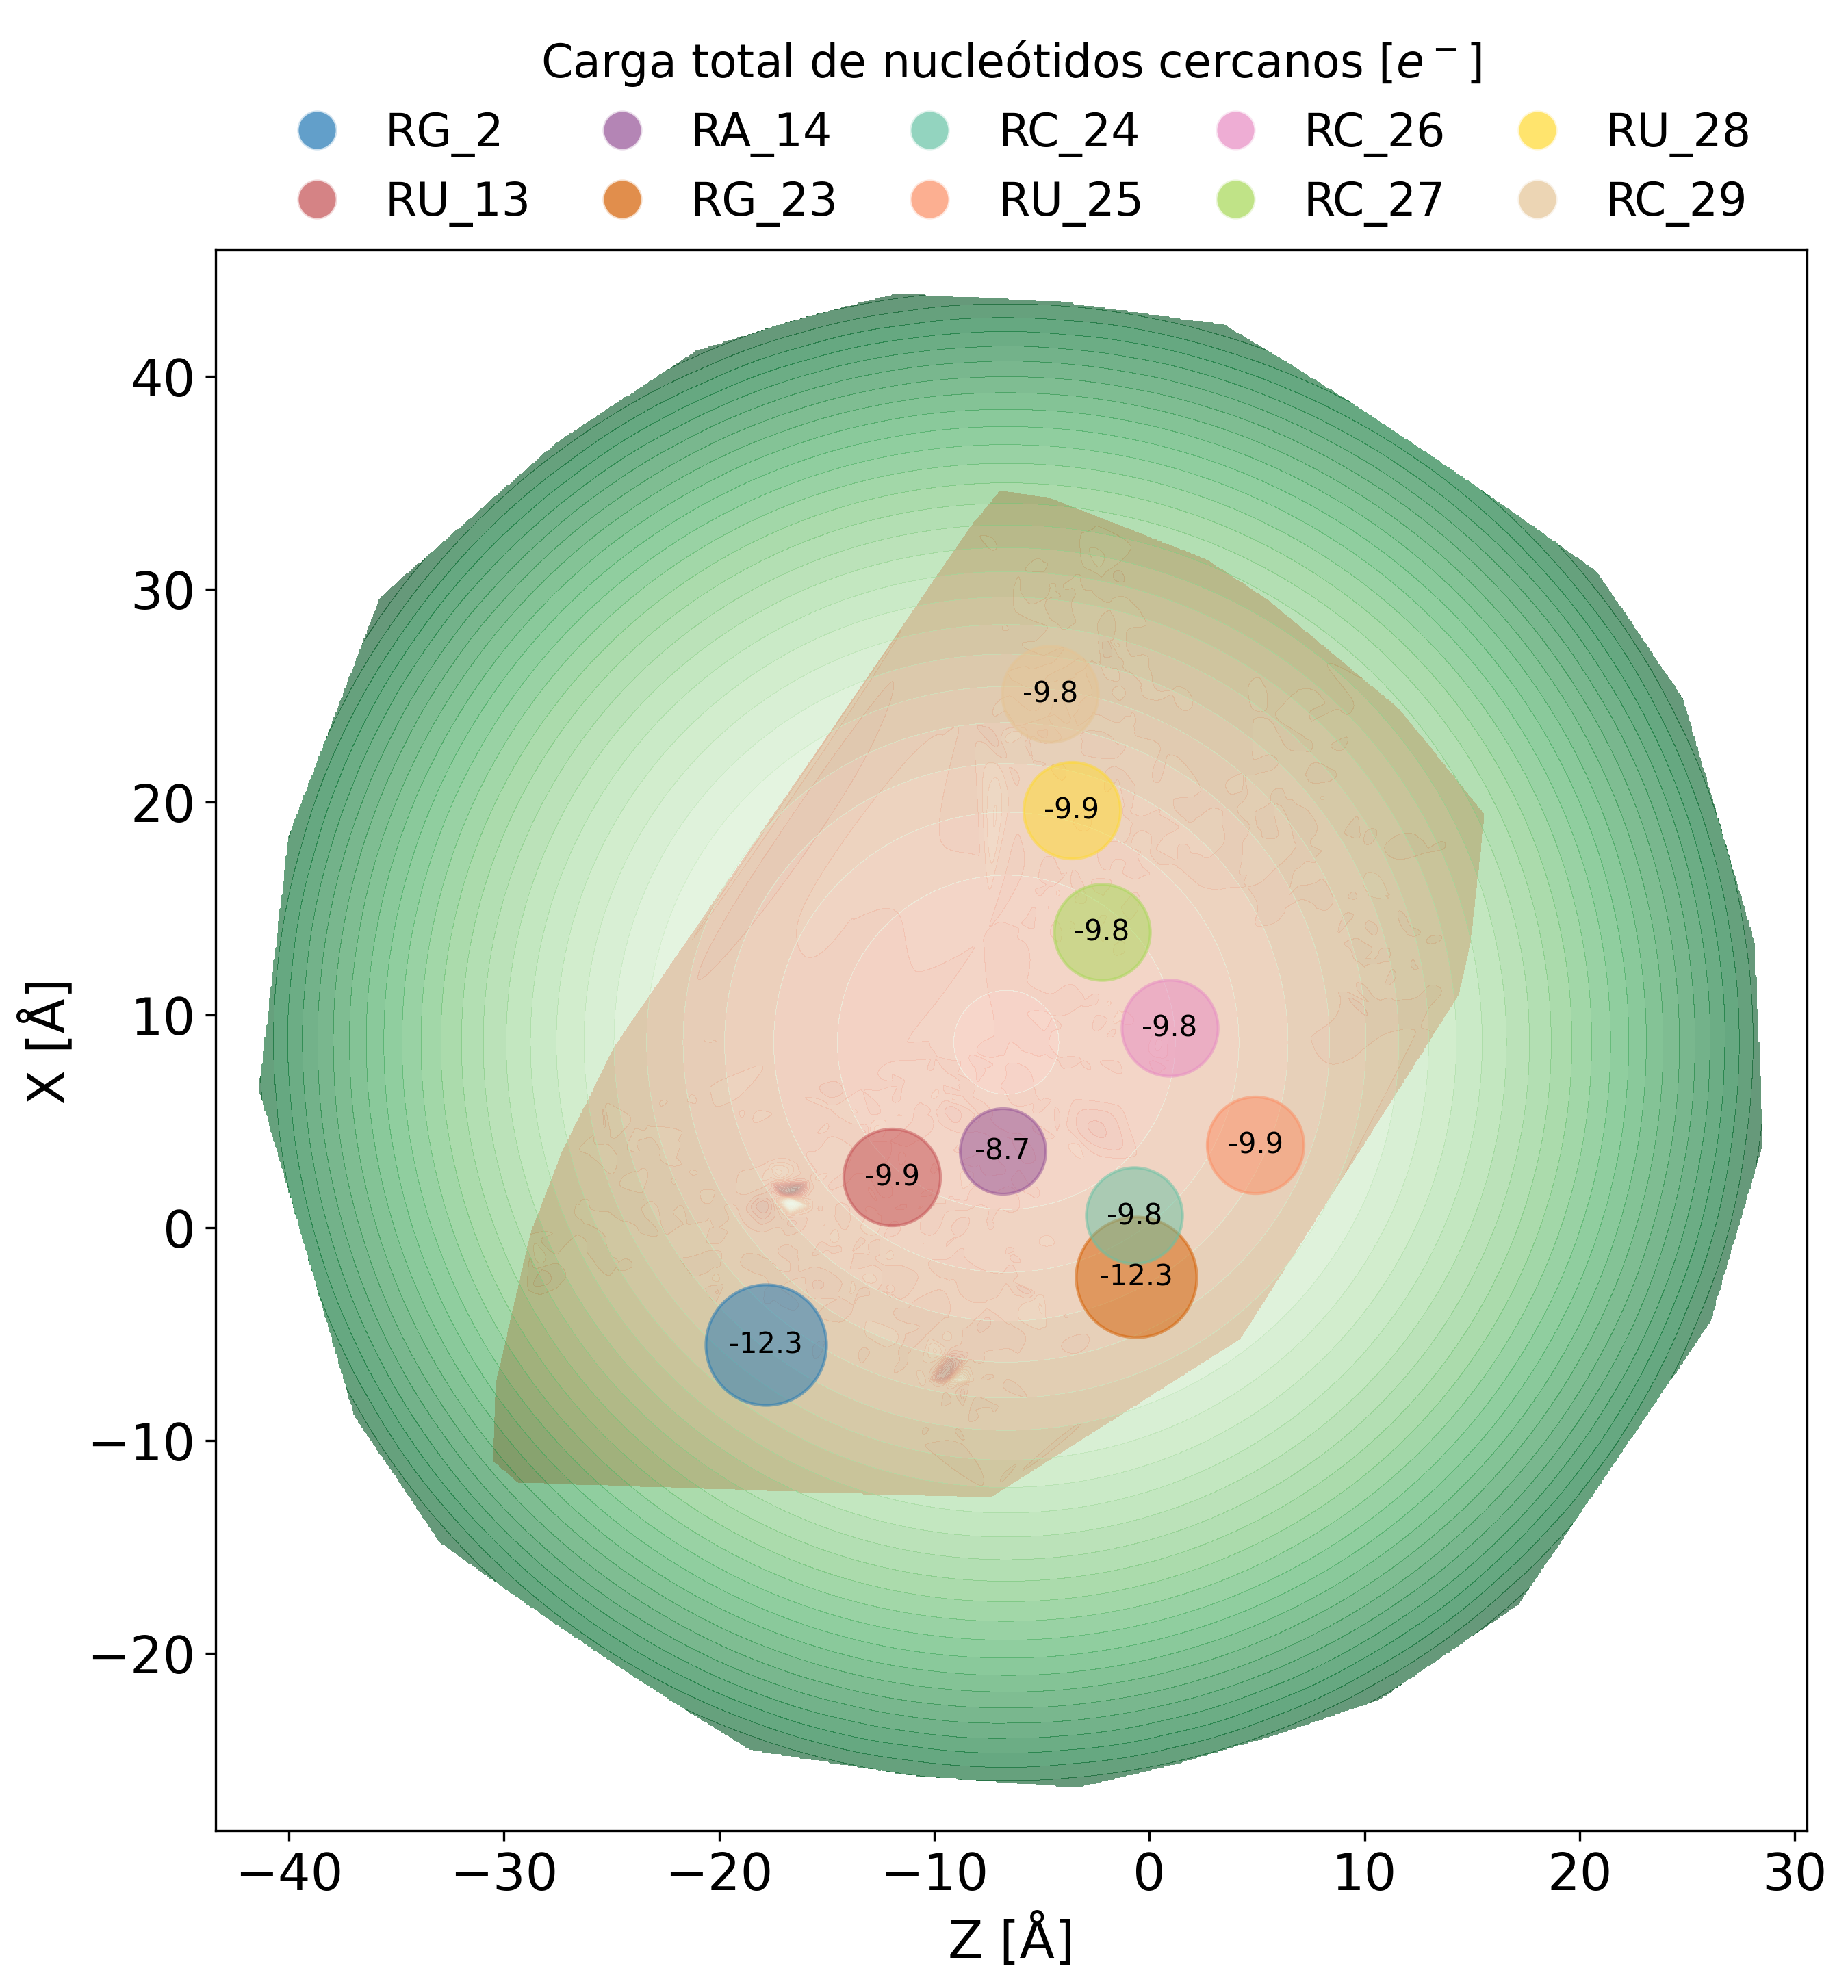 Carga total de nucleótidos cercanos [e⁻]
RG_2 RA_14 RC_24 RC_26 RU_28
RU_13 RG_23 RU_25 RC_27 RC_29
40
30
20
10
0
−10
−20
X [Å]
-9.8
-9.9
-9.8
-9.8
-9.9
-8.7
-9.9
-9.8
-12.3
-12.3
−40 −30 −20 −10 0 10 20 30
Z [Å]